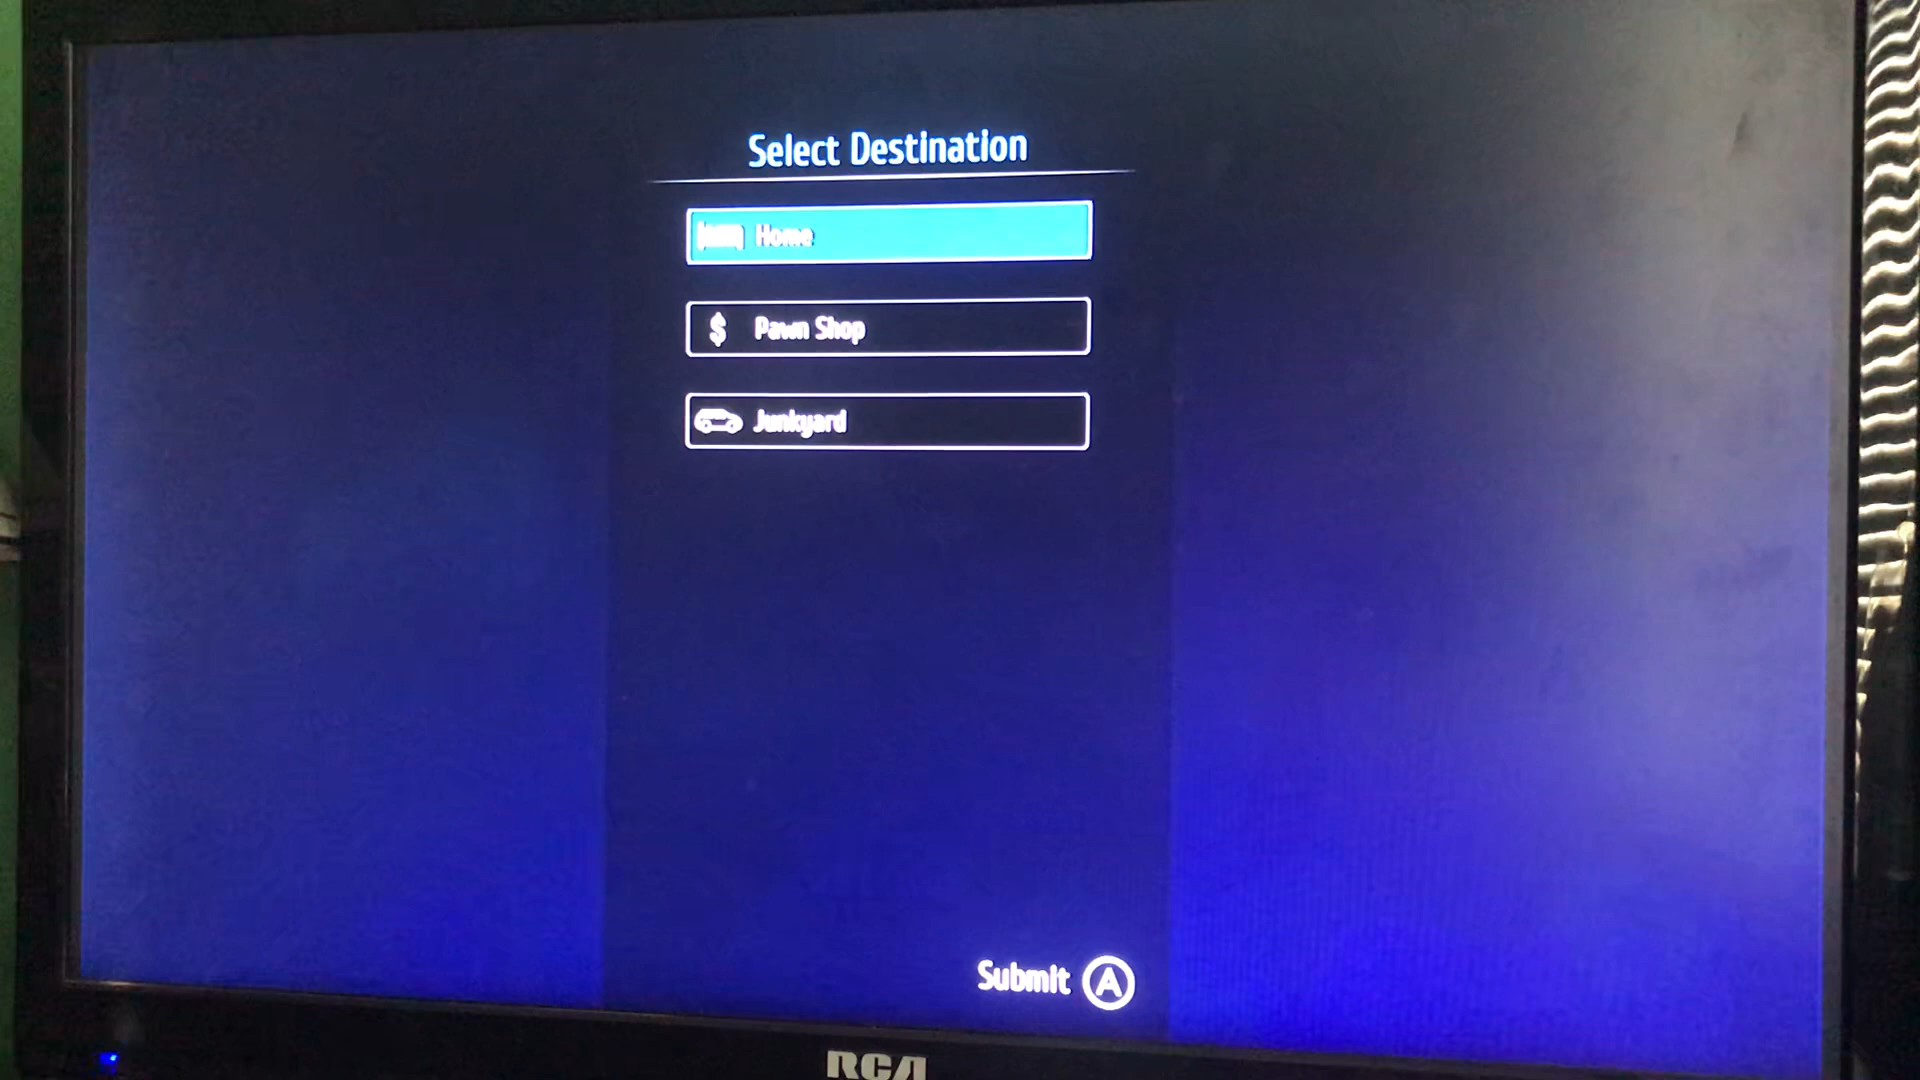 Select Destination
Home
$ Pawn Shop
Junkyard
Submit A
RCA